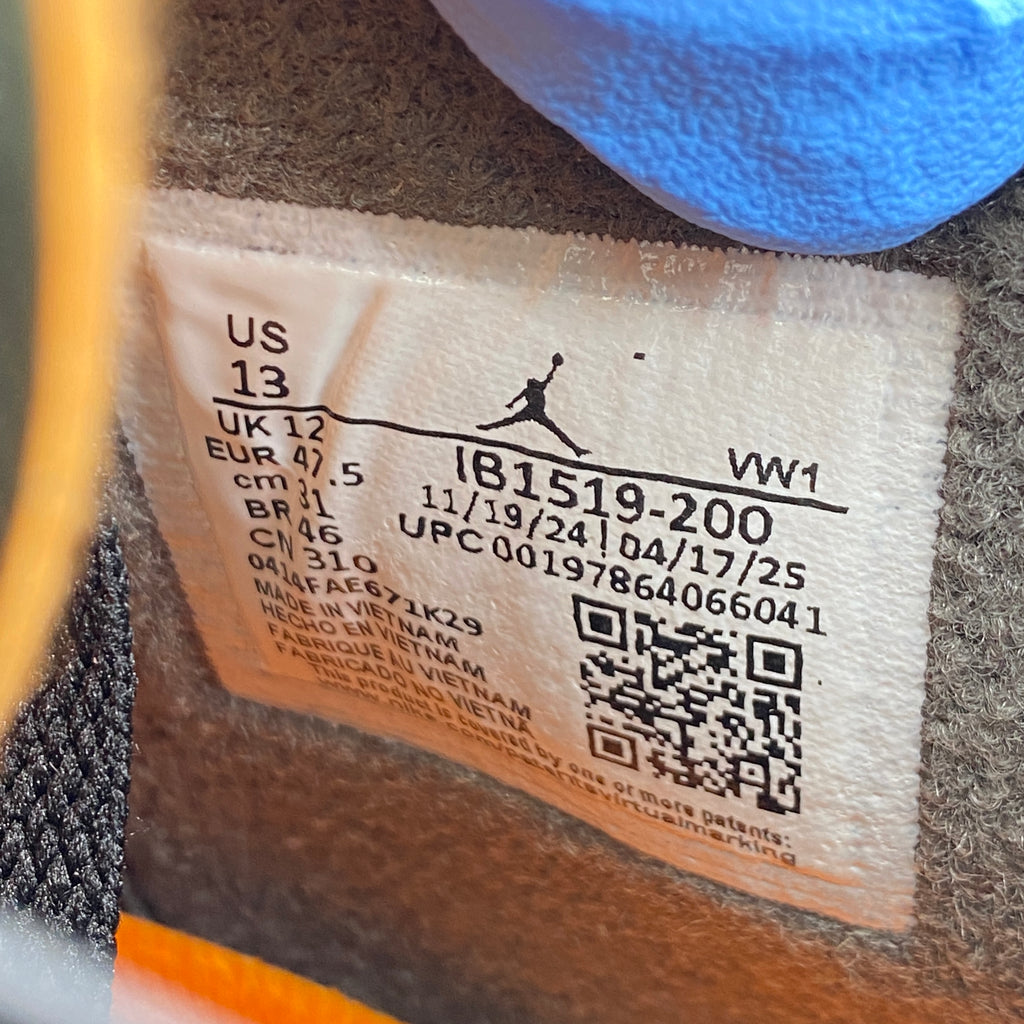 US
13
VW1
UK 12
EUR 47.5
cm 31
BR 46
CN 310
IB1519-200
11/19/24 | 04/17/25
UPC 00197864066041
0414FAE671K29
MADE IN VIETNAM
HECHO EN VIETNAM
FABRIQUE AU VIETNAM
FABRICADO NO VIETNA
This product is covered by one or more patents: